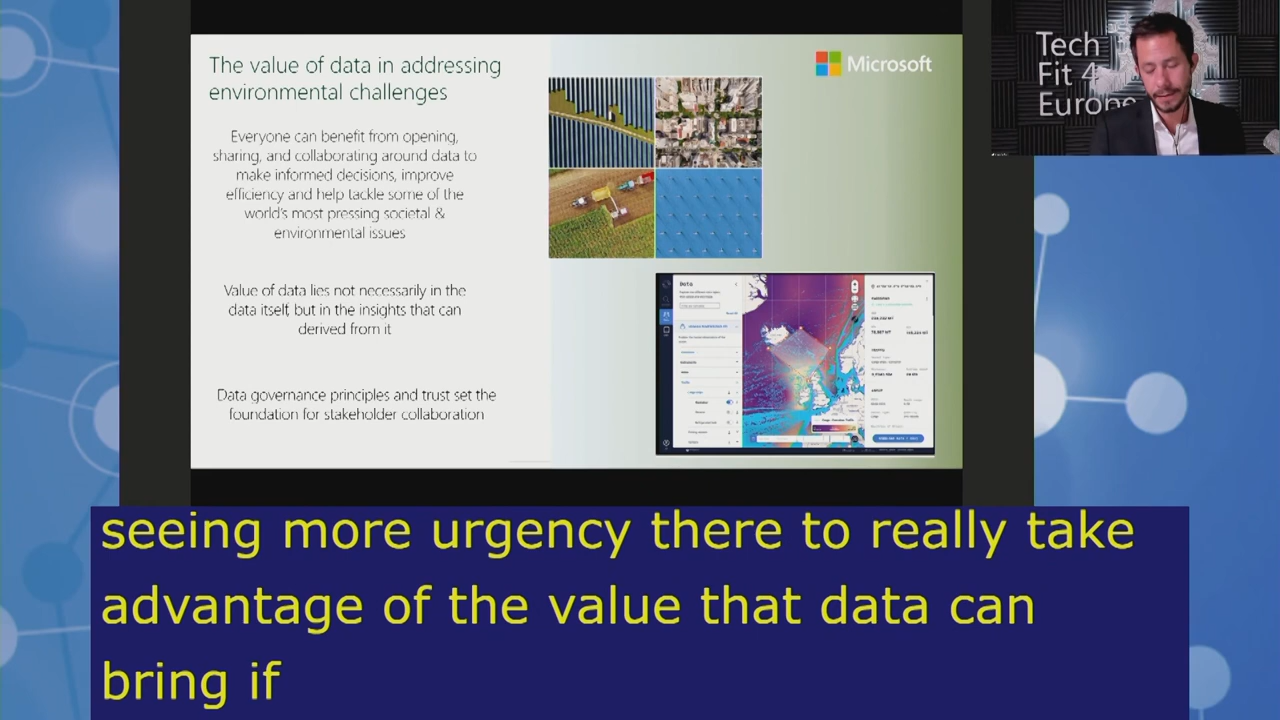 The value of data in addressing
environmental challenges
Everyone can benefit from opening,
sharing, and collaborating around data to
make informed decisions, improve
efficiency and help tackle some of the
world's most pressing societal &
environmental issues
Value of data lies not necessarily in the
data itself, but in the insights that can
derived from it
Data governance principles and trust set the
foundation for stakeholder collaboration
Microsoft
Data
Tech
Fit 4
Europe
seeing more urgency there to really take
advantage of the value that data can
bring if